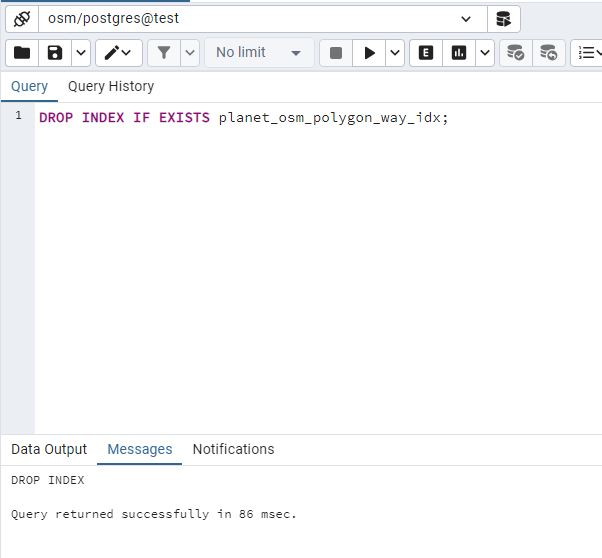 osm/postgres@test
No limit
E
Query Query History
1 DROP INDEX IF EXISTS planet_osm_polygon_way_idx;
Data Output Messages Notifications
DROP INDEX
Query returned successfully in 86 msec.